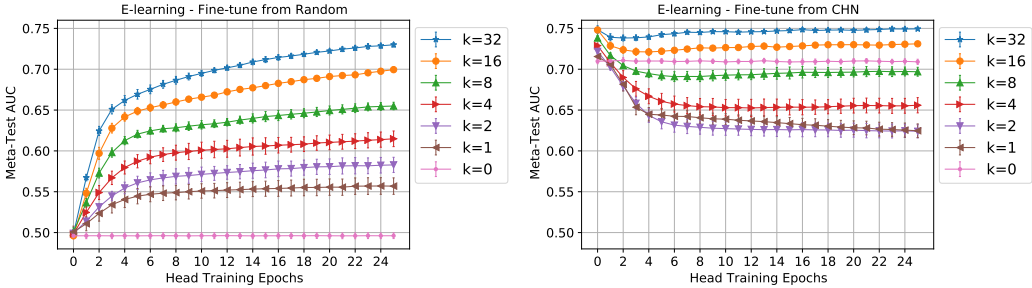 E-learning - Fine-tune from Random
Meta-Test AUC
0.75
0.70
0.65
0.60
0.55
0.50
0 2 4 6 8 10 12 14 16 18 20 22 24
Head Training Epochs
k=32
k=16
k=8
k=4
k=2
k=1
k=0
E-learning - Fine-tune from CHN
Meta-Test AUC
0.75
0.70
0.65
0.60
0.55
0.50
0 2 4 6 8 10 12 14 16 18 20 22 24
Head Training Epochs
k=32
k=16
k=8
k=4
k=2
k=1
k=0